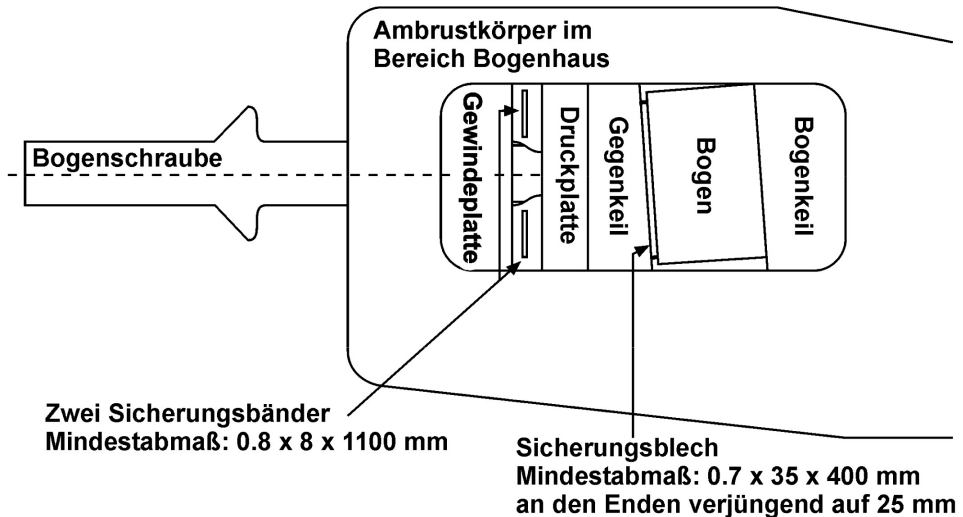 Ambrustkörper im
Bereich Bogenhaus
Bogenschraube
Gewindeplatte
Druckplatte
Gegenkeil
Bogen
Bogenkeil
Zwei Sicherungsbänder
Mindestabmaß: 0.8 x 8 x 1100 mm
Sicherungsblech
Mindestabmaß: 0.7 x 35 x 400 mm
an den Enden verjüngend auf 25 mm